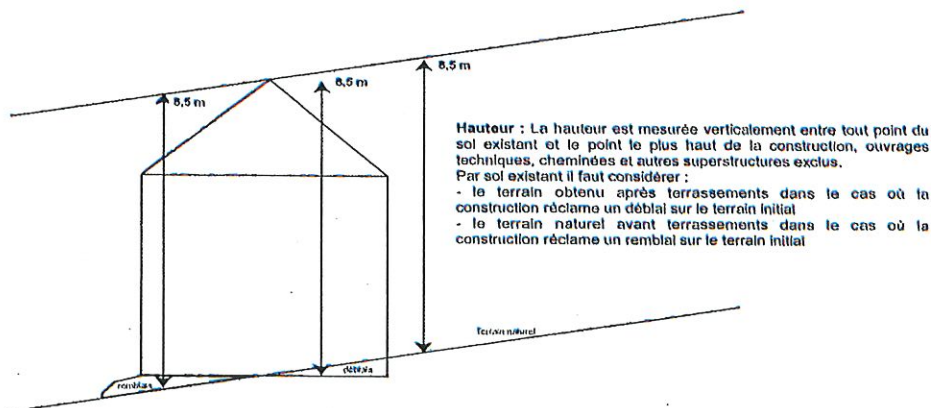 8,5 m
8,5 m
8,5 m
Hauteur : La hauteur est mesurée verticalement entre tout point du
sol existant et le point le plus haut de la construction, ouvrages
techniques, cheminées et autres superstructures exclus.
Par sol existant il faut considérer :
- le terrain obtenu après terrassements dans le cas où la
construction réclame un déblai sur le terrain initial
- le terrain naturel avant terrassements dans le cas où la
construction réclame un remblai sur le terrain initial
Terrain naturel
déblais
remblais